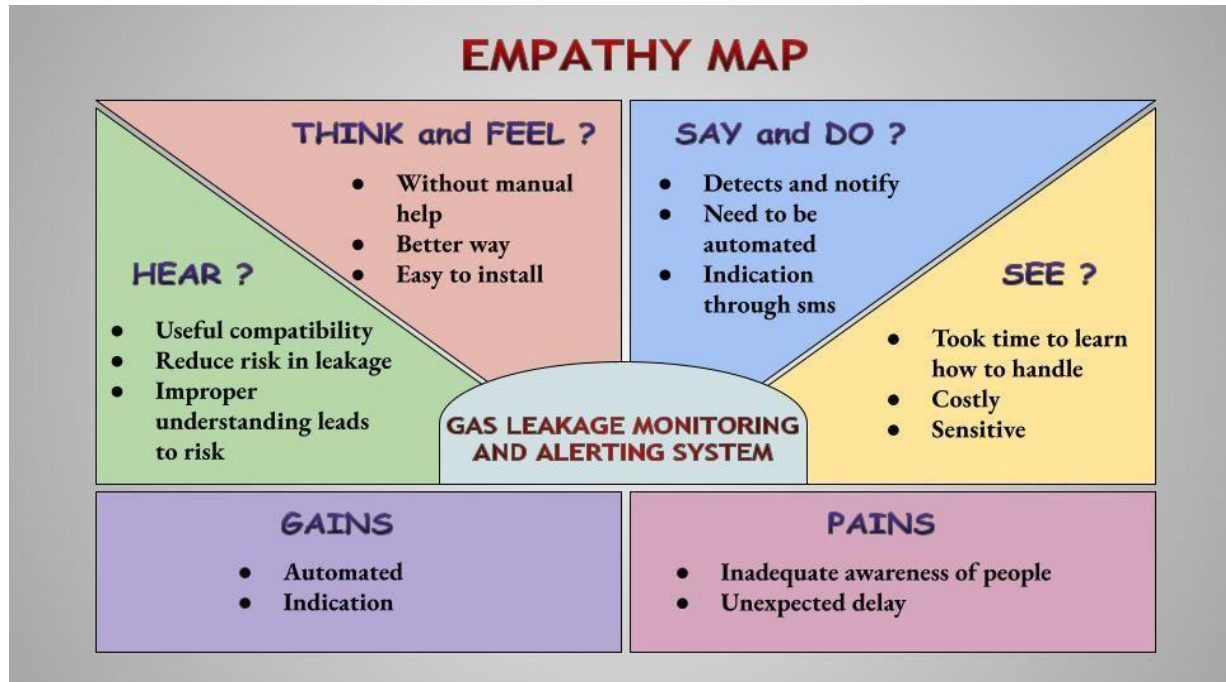 EMPATHY MAP
THINK and FEEL ?
● Without manual
help
● Better way
● Easy to install
SAY and DO ?
● Detects and notify
● Need to be
automated
● Indication
through sms
HEAR ?
● Useful compatibility
● Reduce risk in leakage
● Improper
understanding leads
to risk
SEE ?
● Took time to learn
how to handle
● Costly
● Sensitive
GAS LEAKAGE MONITORING
AND ALERTING SYSTEM
GAINS
● Automated
● Indication
PAINS
● Inadequate awareness of people
● Unexpected delay